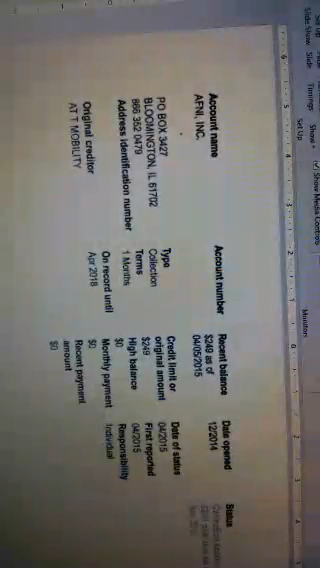 Set Up
Slide Show Slide
Timings
Show
Show Media Controls
Set Up
Monitors
Account name
AFNI, INC.
PO BOX 3427
BLOOMINGTON, IL 61702
866 352 0479
Address identification number
Original creditor
AT T MOBILITY
Account number
Type
Collection
Terms
1 Months
On record until
Apr 2018
Recent balance
$249 as of
04/05/2015
Credit limit or
original amount
$249
High balance
$0
Monthly payment
$0
Recent payment
amount
$0
Date opened
12/2014
Date of status
04/2015
First reported
04/2015
Responsibility
Individual
Status